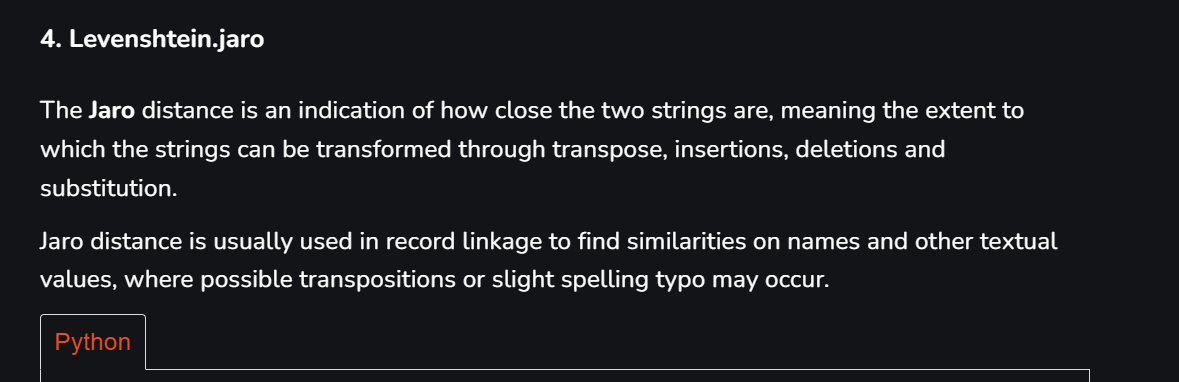 4. Levenshtein.jaro
The Jaro distance is an indication of how close the two strings are, meaning the extent to
which the strings can be transformed through transpose, insertions, deletions and
substitution.
Jaro distance is usually used in record linkage to find similarities on names and other textual
values, where possible transpositions or slight spelling typo may occur.
Python